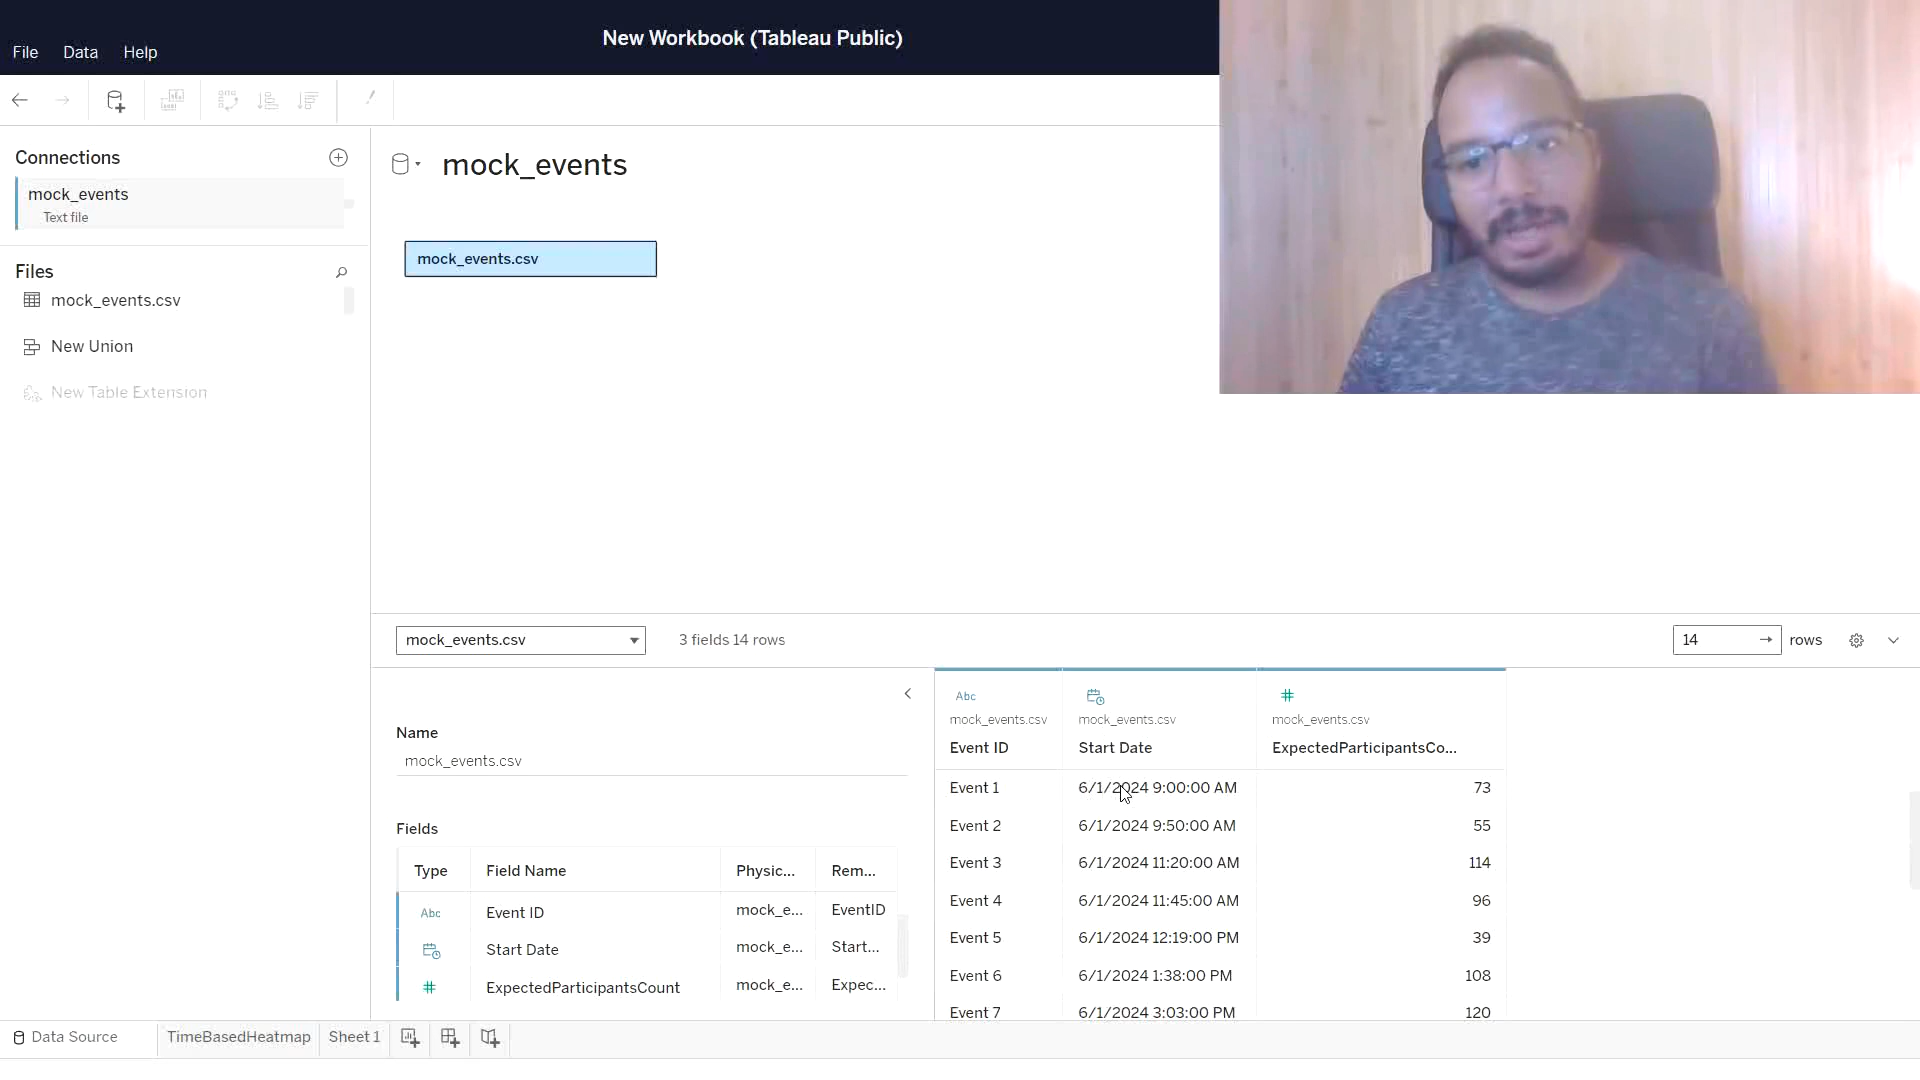 New Workbook (Tableau Public)
File Data Help
Connections
mock_events
Text file
Files
mock_events.csv
New Union
New Table Extension
mock_events
mock_events.csv
mock_events.csv
3 fields 14 rows
14
rows
Name
mock_events.csv
Fields
Type Field Name Physic... Rem...
Abc Event ID mock_e... EventID
Start Date mock_e... Start...
# ExpectedParticipantsCount mock_e... Expec...
Abc #
mock_events.csv mock_events.csv mock_events.csv
Event ID Start Date ExpectedParticipantsCo...
Event 1 6/1/2024 9:00:00 AM 73
Event 2 6/1/2024 9:50:00 AM 55
Event 3 6/1/2024 11:20:00 AM 114
Event 4 6/1/2024 11:45:00 AM 96
Event 5 6/1/2024 12:19:00 PM 39
Event 6 6/1/2024 1:38:00 PM 108
Event 7 6/1/2024 3:03:00 PM 120
Data Source TimeBasedHeatmap Sheet 1